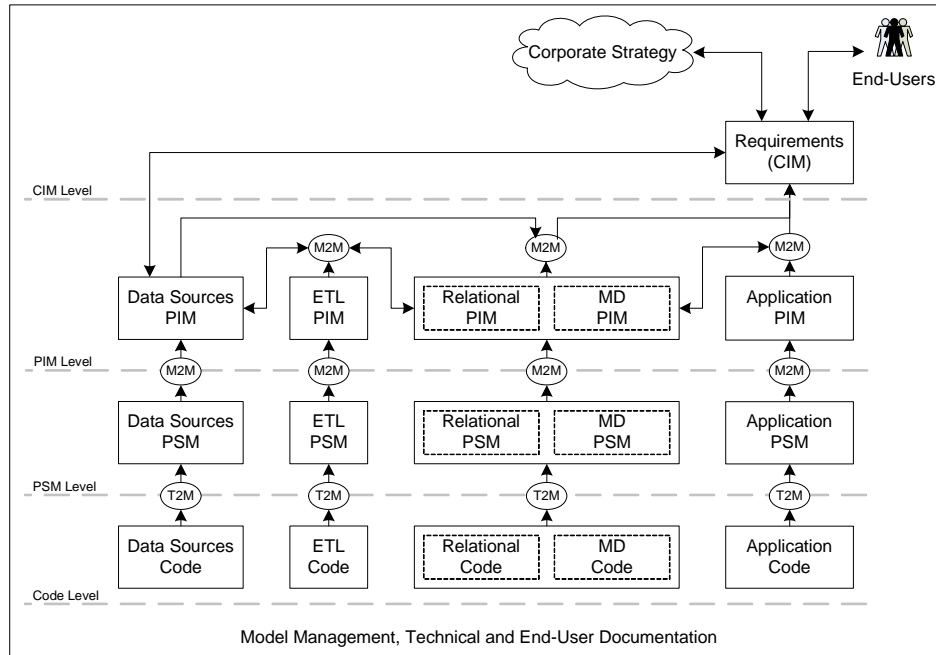 Corporate Strategy
End-Users
Requirements
(CIM)
CIM Level
M2M
M2M
M2M
Data Sources
PIM
ETL
PIM
Relational
PIM
MD
PIM
Application
PIM
PIM Level
M2M
M2M
M2M
M2M
Data Sources
PSM
ETL
PSM
Relational
PSM
MD
PSM
Application
PSM
PSM Level
T2M
T2M
T2M
T2M
Data Sources
Code
ETL
Code
Relational
Code
MD
Code
Application
Code
Code Level
Model Management, Technical and End-User Documentation